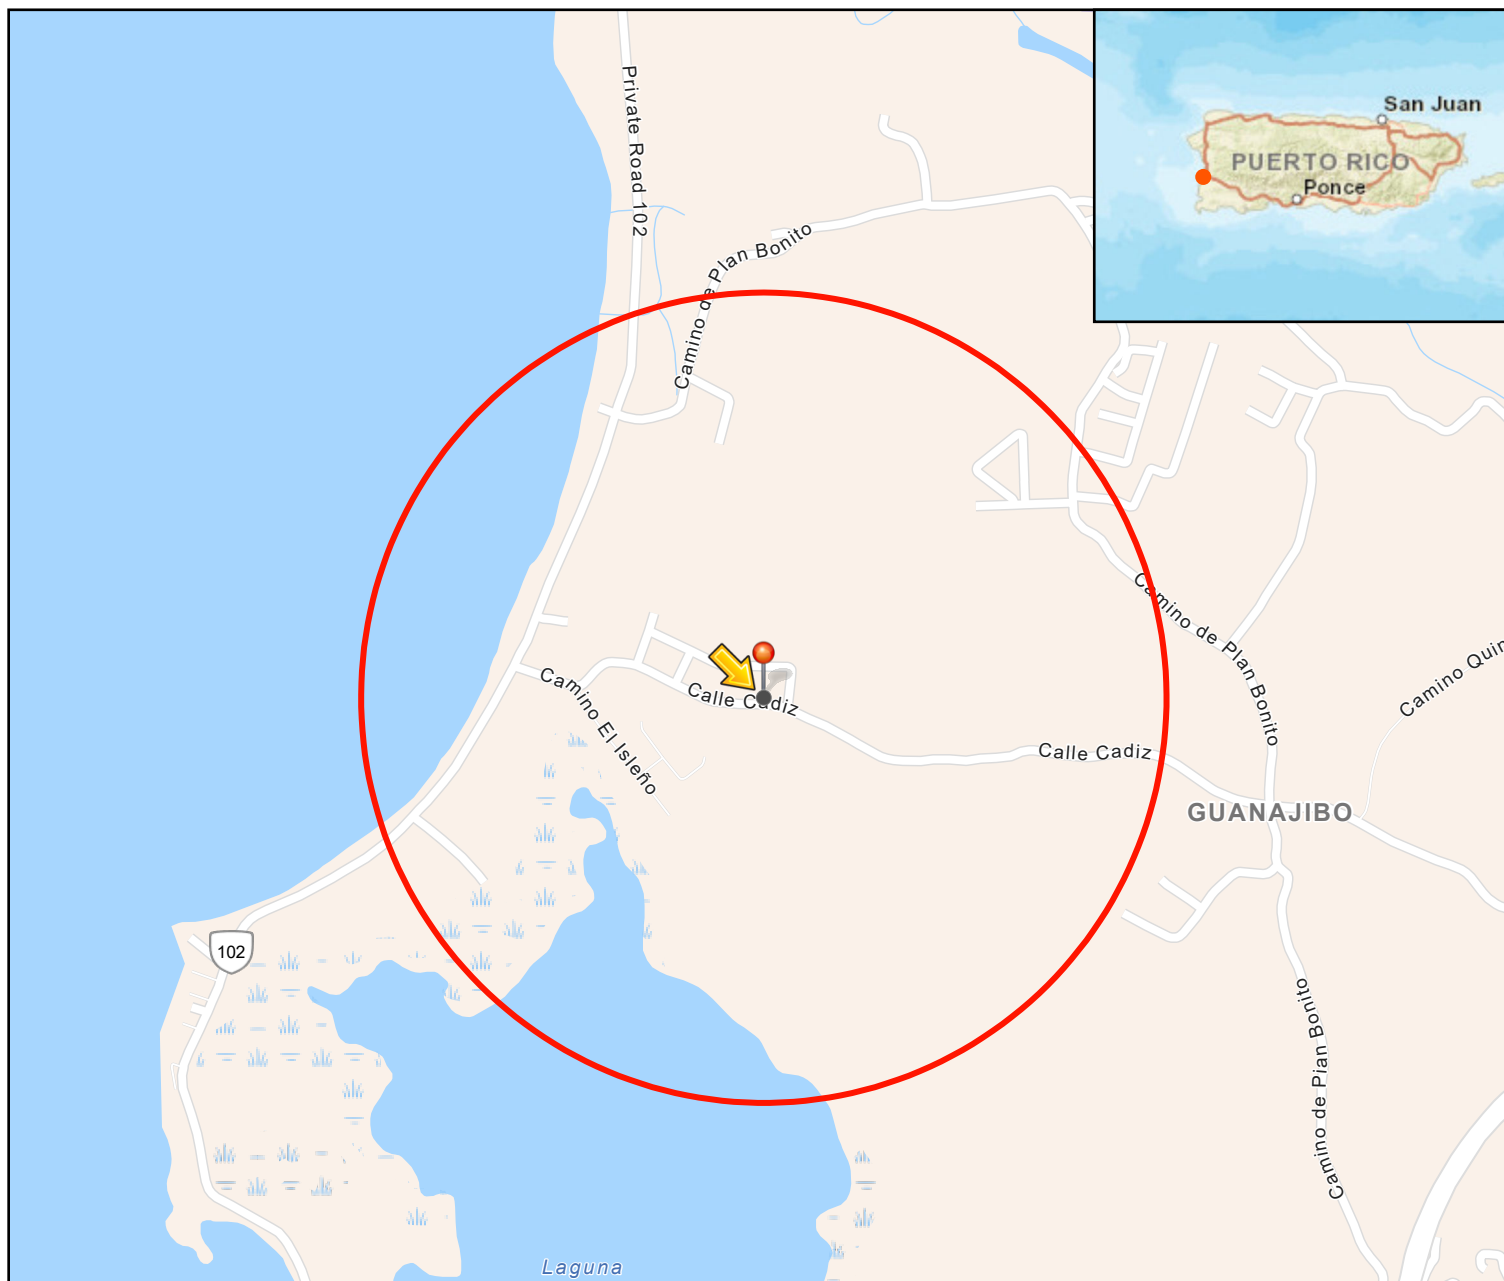 Private Road 102
San Juan
PUERTO RICO
Ponce
Camino de Plan Bonito
Camino de Plan Bonito
Camino Quin
Camino El Isleño
Calle Cadiz
Calle Cadiz
GUANAJIBO
102
Camino de Plan Bonito
Laguna